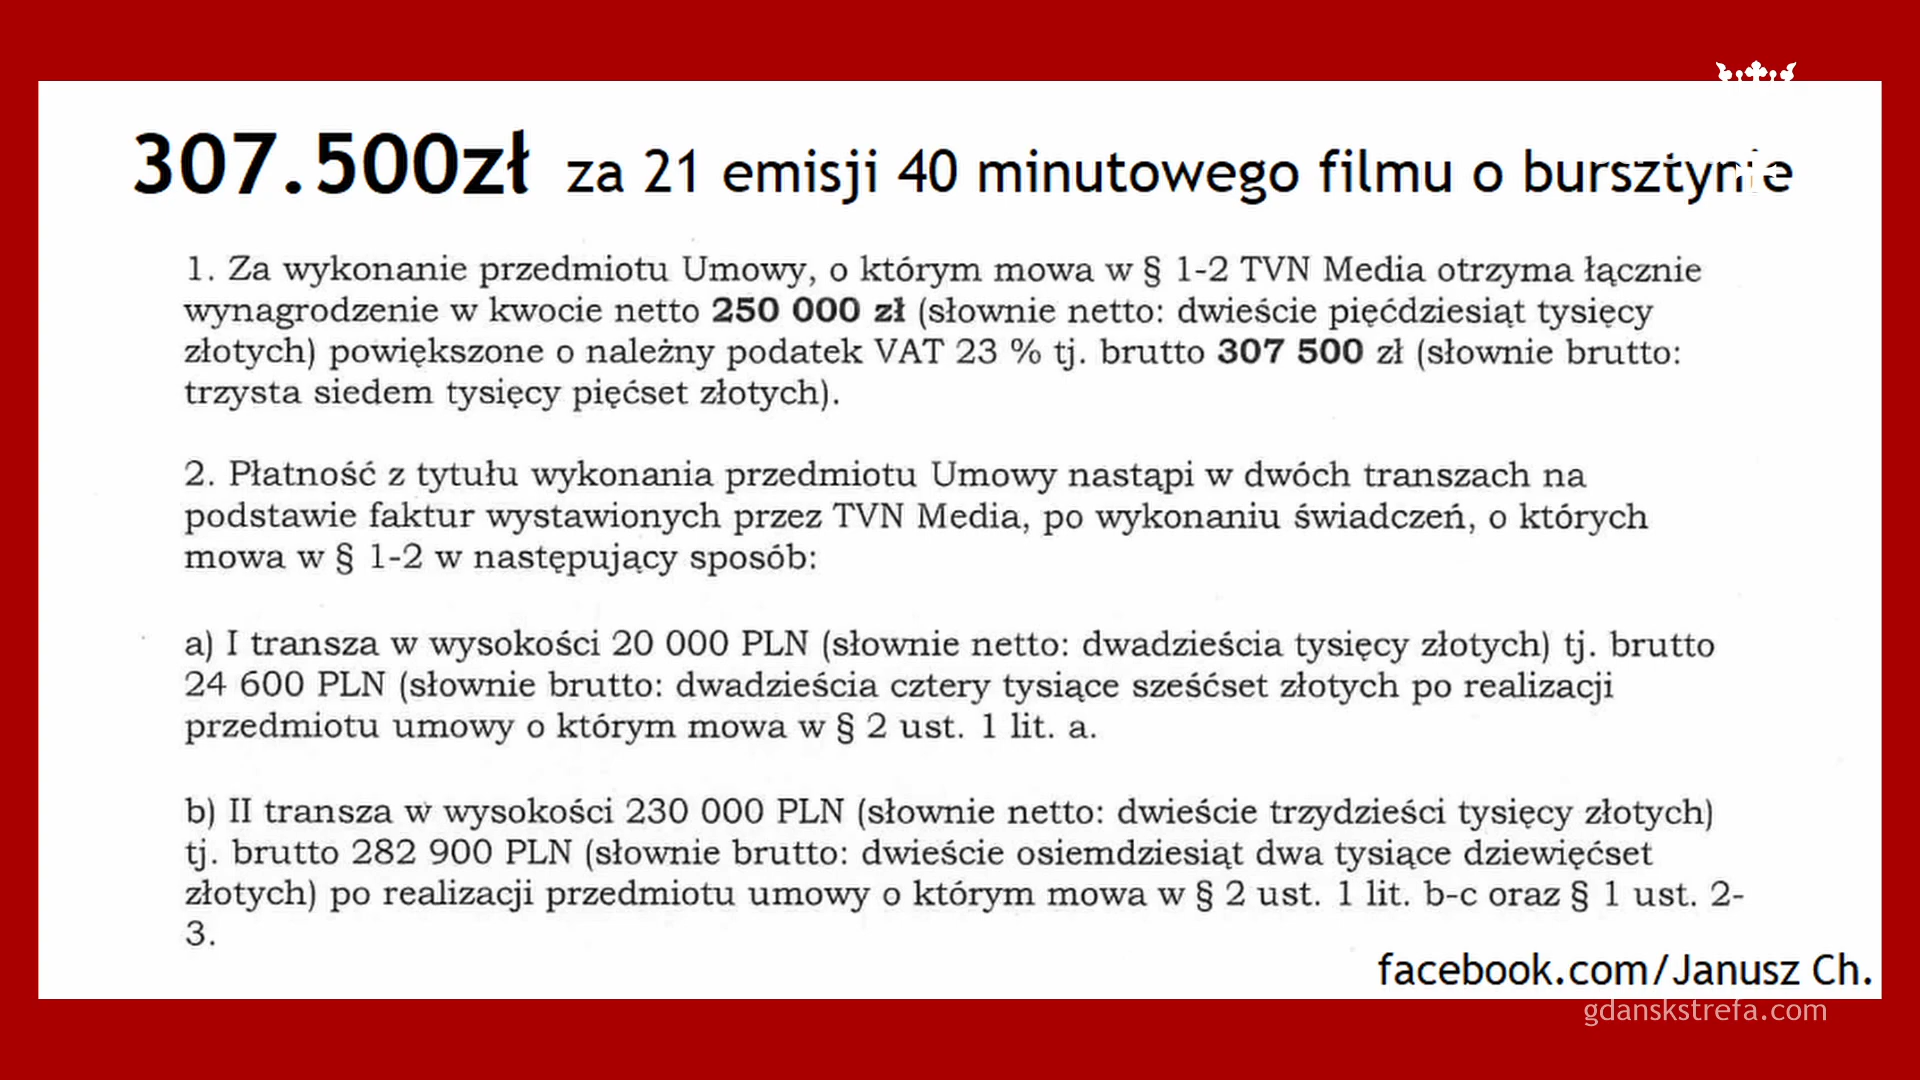 307.500zł za 21 emisji 40 minutowego filmu o bursztynie
1. Za wykonanie przedmiotu Umowy, o którym mowa w § 1-2 TVN Media otrzyma łącznie
wynagrodzenie w kwocie netto 250 000 zł (słownie netto: dwieście pięćdziesiąt tysięcy
złotych) powiększone o należny podatek VAT 23 % tj. brutto 307 500 zł (słownie brutto:
trzysta siedem tysięcy pięćset złotych).
2. Płatność z tytułu wykonania przedmiotu Umowy nastąpi w dwóch transzach na
podstawie faktur wystawionych przez TVN Media, po wykonaniu świadczeń, o których
mowa w § 1-2 w następujący sposób:
a) I transza w wysokości 20 000 PLN (słownie netto: dwadzieścia tysięcy złotych) tj. brutto
24 600 PLN (słownie brutto: dwadzieścia cztery tysiące sześćset złotych po realizacji
przedmiotu umowy o którym mowa w § 2 ust. 1 lit. a.
b) II transza w wysokości 230 000 PLN (słownie netto: dwieście trzydzieści tysięcy złotych)
tj. brutto 282 900 PLN (słownie brutto: dwieście osiemdziesiąt dwa tysiące dziewięćset
złotych) po realizacji przedmiotu umowy o którym mowa w § 2 ust. 1 lit. b-c oraz § 1 ust. 2-
3.
facebook.com/Janusz Ch.
gdanskstrefa.com